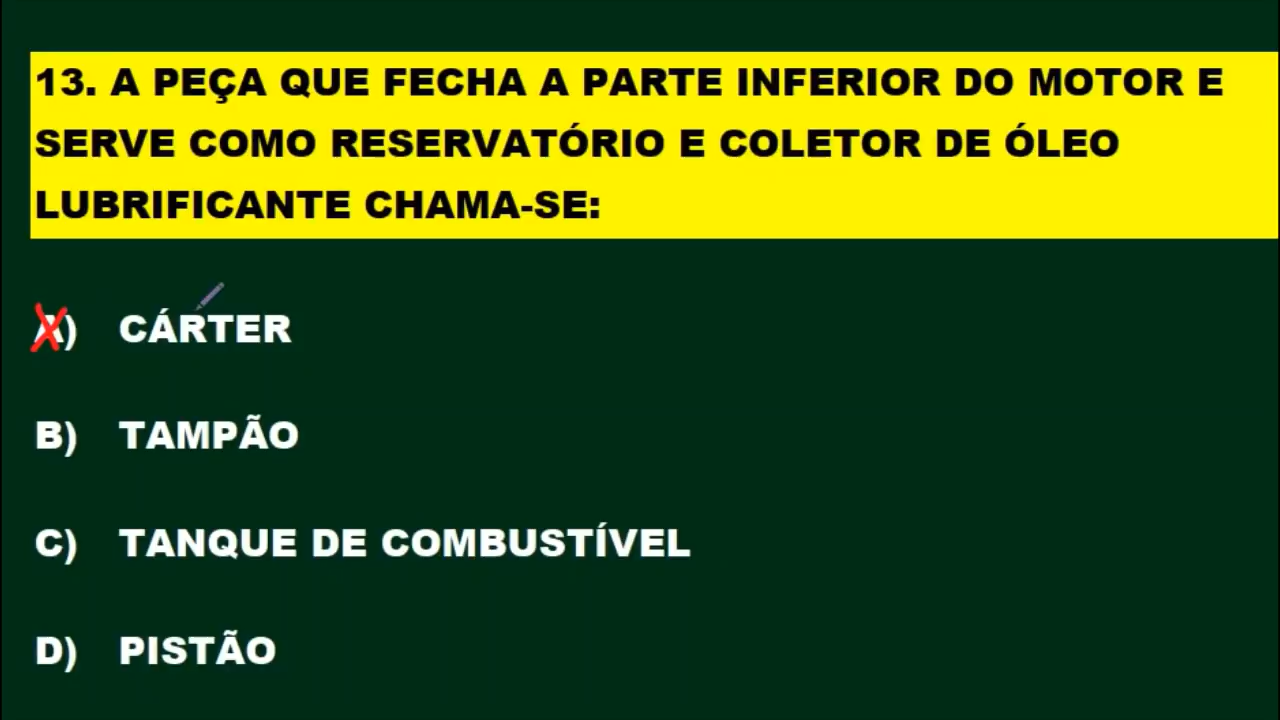 13. A PEÇA QUE FECHA A PARTE INFERIOR DO MOTOR E
SERVE COMO RESERVATÓRIO E COLETOR DE ÓLEO
LUBRIFICANTE CHAMA-SE:
A) CÁRTER
B) TAMPÃO
C) TANQUE DE COMBUSTÍVEL
D) PISTÃO